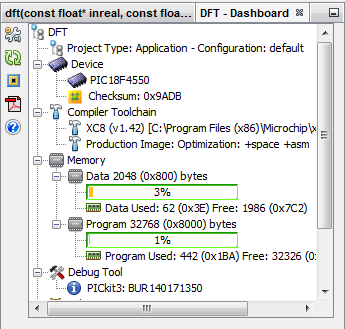 dft(const float* inreal, const floa...
DFT - Dashboard
DFT
Project Type: Application - Configuration: default
Device
PIC18F4550
Checksum: 0x9ADB
Compiler Toolchain
XC8 (v1.42) [C:\Program Files (x86)\Microchip\x
Production Image: Optimization: +space +asm
Memory
Data 2048 (0x800) bytes
3%
Data Used: 62 (0x3E) Free: 1986 (0x7C2)
Program 32768 (0x8000) bytes
1%
Program Used: 442 (0x1BA) Free: 32326 (0
Debug Tool
PICkit3: BUR140171350